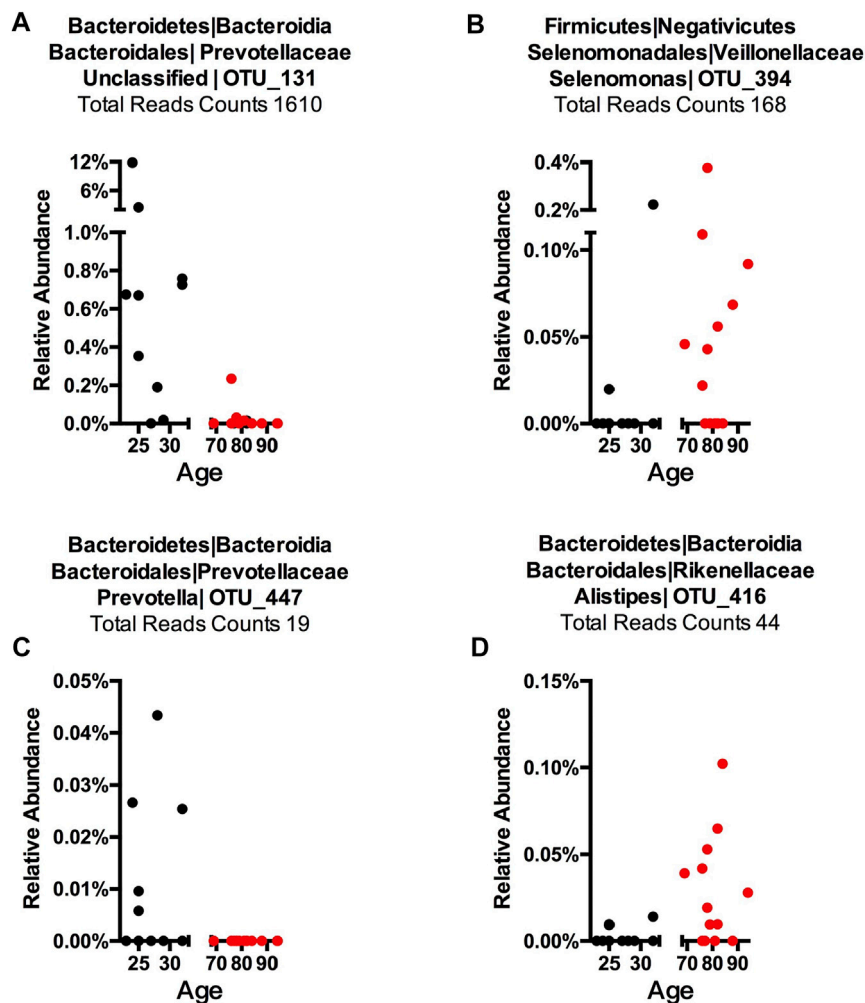 A
Bacteroidetes|Bacteroidia
Bacteroidales| Prevotellaceae
Unclassified | OTU_131
Total Reads Counts 1610
12%
6%
1.0%
0.8%
0.6%
0.4%
0.2%
0.0%
Relative Abundance
25 30 70 80 90
Age
B
Firmicutes|Negativicutes
Selenomonadales|Veillonellaceae
Selenomonas| OTU_394
Total Reads Counts 168
0.4%
0.2%
0.10%
0.05%
0.00%
Relative Abundance
25 30 70 80 90
Age
C
Bacteroidetes|Bacteroidia
Bacteroidales|Prevotellaceae
Prevotella| OTU_447
Total Reads Counts 19
0.05%
0.04%
0.03%
0.02%
0.01%
0.00%
Relative Abundance
25 30 70 80 90
Age
D
Bacteroidetes|Bacteroidia
Bacteroidales|Rikenellaceae
Alistipes| OTU_416
Total Reads Counts 44
0.15%
0.10%
0.05%
0.00%
Relative Abundance
25 30 70 80 90
Age